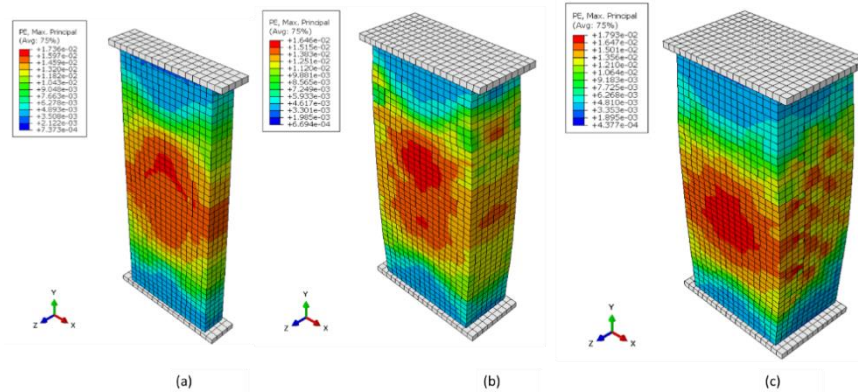 PE, Max. Principal
(Avg: 75%)
+1.736e-02
+1.597e-02
+1.459e-02
+1.320e-02
+1.182e-02
+1.043e-02
+9.048e-03
+7.663e-03
+6.278e-03
+4.893e-03
+3.508e-03
+2.122e-03
+7.373e-04
Y
Z
X
(a)
PE, Max. Principal
(Avg: 75%)
+1.646e-02
+1.515e-02
+1.383e-02
+1.251e-02
+1.120e-02
+9.881e-03
+8.565e-03
+7.249e-03
+5.933e-03
+4.617e-03
+3.301e-03
+1.985e-03
+6.694e-04
Y
Z
X
(b)
PE, Max. Principal
(Avg: 75%)
+1.793e-02
+1.647e-02
+1.501e-02
+1.356e-02
+1.210e-02
+1.064e-02
+9.183e-03
+7.725e-03
+6.268e-03
+4.810e-03
+3.353e-03
+1.895e-03
+4.377e-04
Y
Z
X
(c)